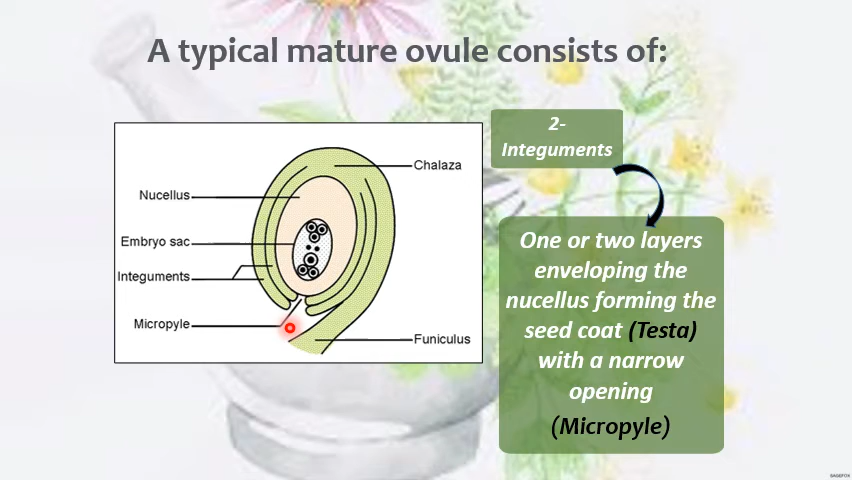 A typical mature ovule consists of:
2-
Integuments
Chalaza
Nucellus
Embryo sac
Integuments
Micropyle
Funiculus
One or two layers
enveloping the
nucellus forming the
seed coat (Testa)
with a narrow
opening
(Micropyle)
SAGEFOX